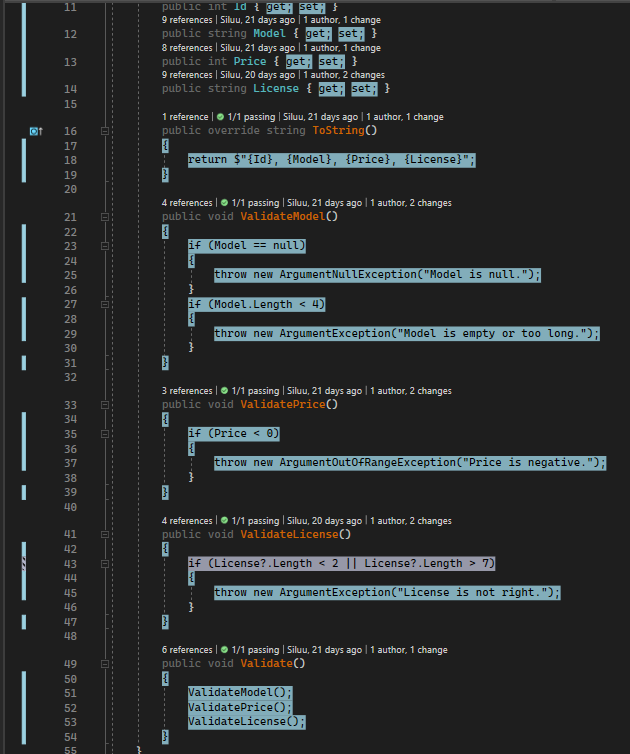 11 public int Id { get; set; }
9 references | Siluu, 21 days ago | 1 author, 1 change
12 public string Model { get; set; }
8 references | Siluu, 21 days ago | 1 author, 1 change
13 public int Price { get; set; }
9 references | Siluu, 20 days ago | 1 author, 2 changes
14 public string License { get; set; }
15
1 reference | 1/1 passing | Siluu, 21 days ago | 1 author, 1 change
16 public override string ToString()
17 {
18 return $"{Id}, {Model}, {Price}, {License}";
19 }
20
4 references | 1/1 passing | Siluu, 21 days ago | 1 author, 2 changes
21 public void ValidateModel()
22 {
23 if (Model == null)
24 {
25 throw new ArgumentNullException("Model is null.");
26 }
27 if (Model.Length < 4)
28 {
29 throw new ArgumentException("Model is empty or too long.");
30 }
31 }
32
3 references | 1/1 passing | Siluu, 21 days ago | 1 author, 2 changes
33 public void ValidatePrice()
34 {
35 if (Price < 0)
36 {
37 throw new ArgumentOutOfRangeException("Price is negative.");
38 }
39 }
40
4 references | 1/1 passing | Siluu, 20 days ago | 1 author, 2 changes
41 public void ValidateLicense()
42 {
43 if (License?.Length < 2 || License?.Length > 7)
44 {
45 throw new ArgumentException("License is not right.");
46 }
47 }
48
6 references | 1/1 passing | Siluu, 21 days ago | 1 author, 1 change
49 public void Validate()
50 {
51 ValidateModel();
52 ValidatePrice();
53 ValidateLicense();
54 }
55 }